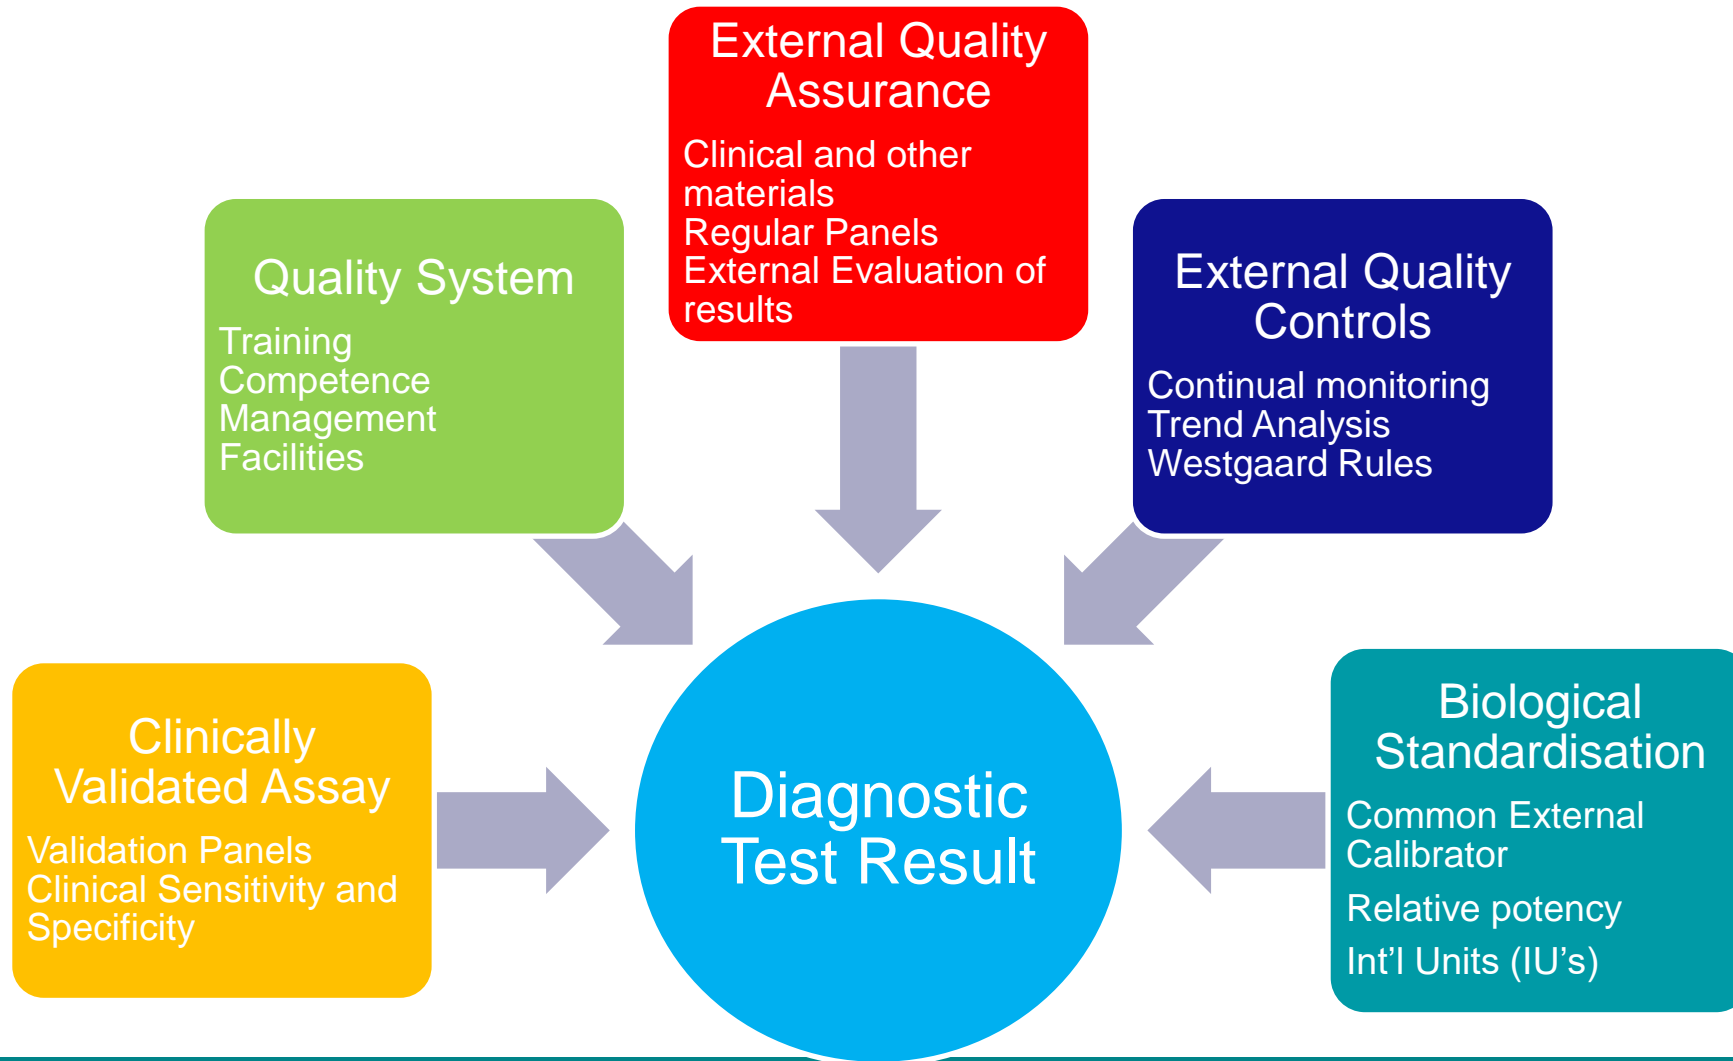 External Quality
Assurance
Clinical and other
materials
Regular Panels
External Evaluation of
results
Quality System
Training
Competence
Management
Facilities
External Quality
Controls
Continual monitoring
Trend Analysis
Westgaard Rules
Clinically
Validated Assay
Validation Panels
Clinical Sensitivity and
Specificity
Diagnostic
Test Result
Biological
Standardisation
Common External
Calibrator
Relative potency
Int'l Units (IU's)